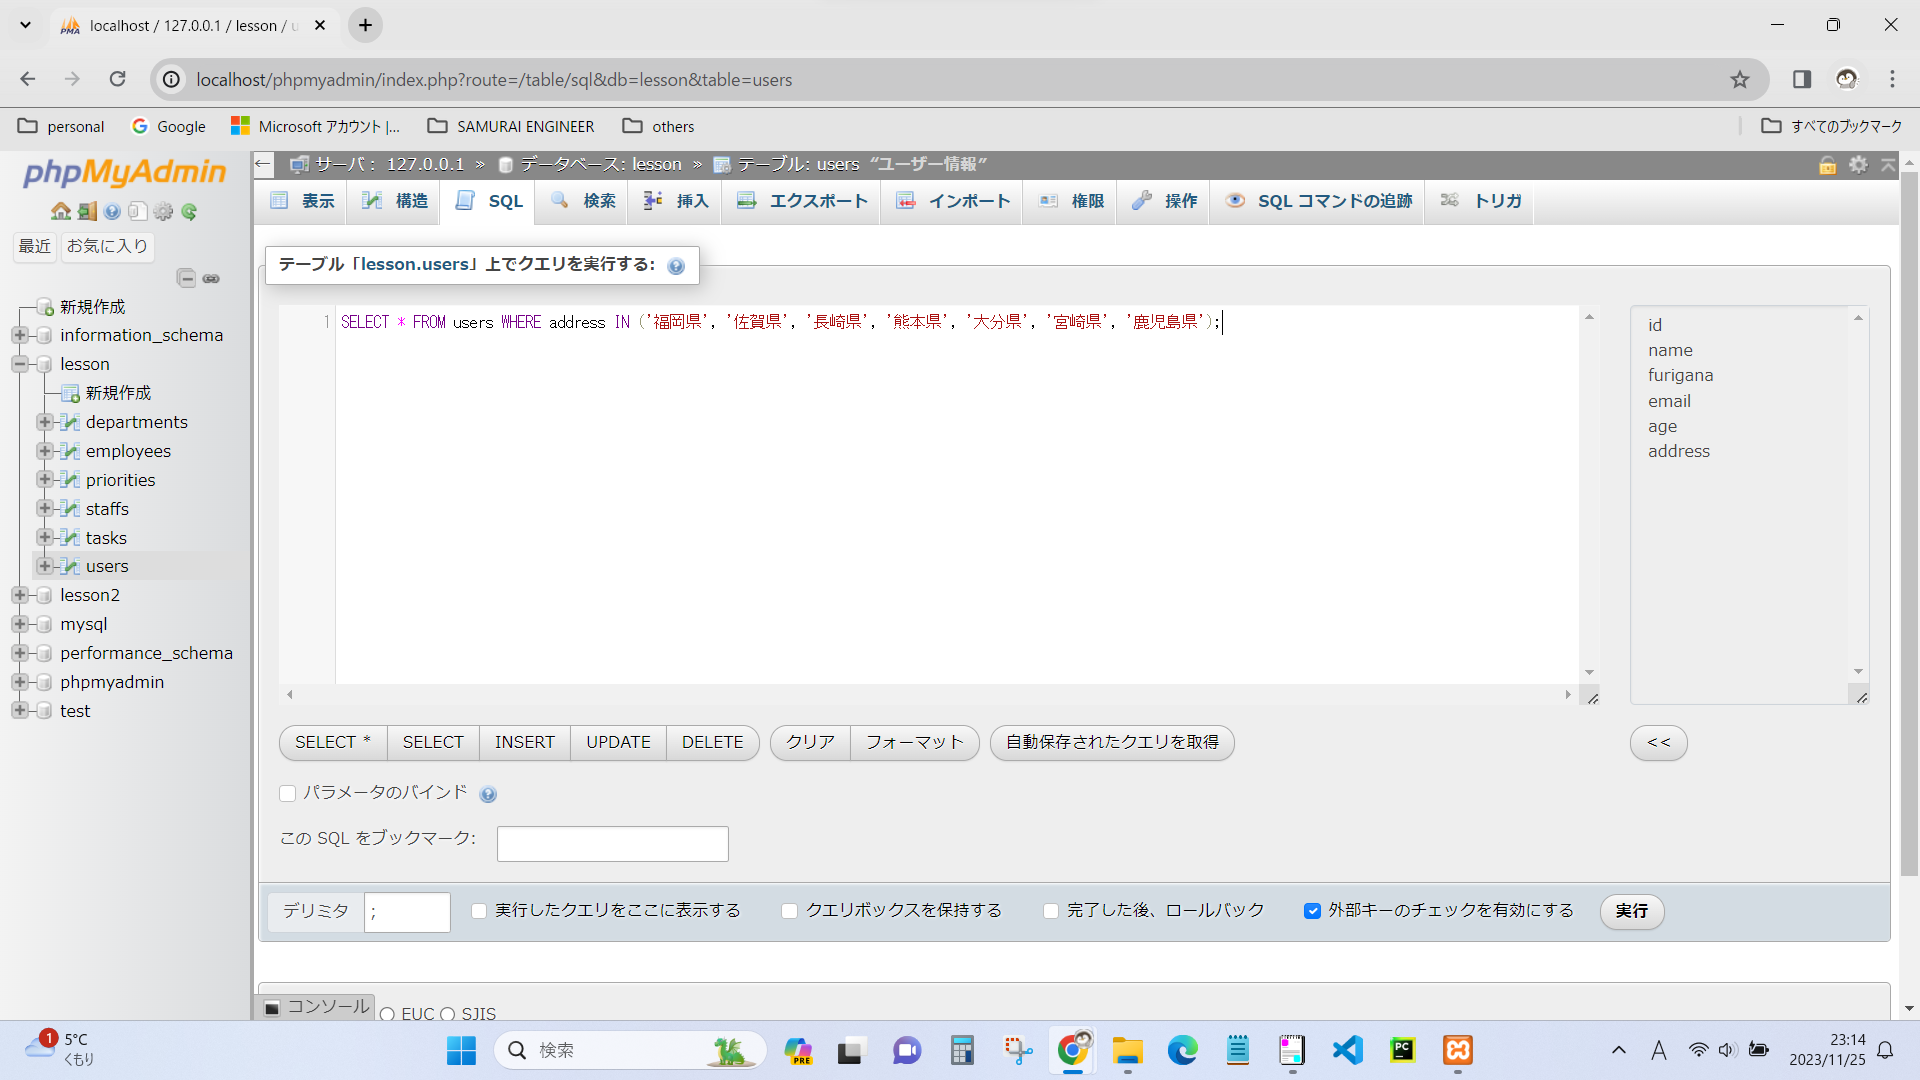 localhost / 127.0.0.1 / lesson / u
localhost/phpmyadmin/index.php?route=/table/sql&db=lesson&table=users
personal
Google
Microsoft アカウント |...
SAMURAI ENGINEER
others
すべてのブックマーク
phpMyAdmin
最近
お気に入り
新規作成
information_schema
lesson
新規作成
departments
employees
priorities
staffs
tasks
users
lesson2
mysql
performance_schema
phpmyadmin
test
サーバ: 127.0.0.1 » データベース: lesson » テーブル: users “ユーザー情報”
表示
構造
SQL
検索
挿入
エクスポート
インポート
権限
操作
SQL コマンドの追跡
トリガ
テーブル「lesson.users」上でクエリを実行する:
1 SELECT * FROM users WHERE address IN ('福岡県', '佐賀県', '長崎県', '熊本県', '大分県', '宮崎県', '鹿児島県');
id
name
furigana
email
age
address
SELECT *
SELECT
INSERT
UPDATE
DELETE
クリア
フォーマット
自動保存されたクエリを取得
<<
パラメータのバインド
この SQL をブックマーク:
デリミタ
;
実行したクエリをここに表示する
クエリボックスを保持する
完了した後、ロールバック
外部キーのチェックを有効にする
実行
コンソール
EUC
SJIS
1
5°C
くもり
検索
PRE
PC
A
23:14
2023/11/25